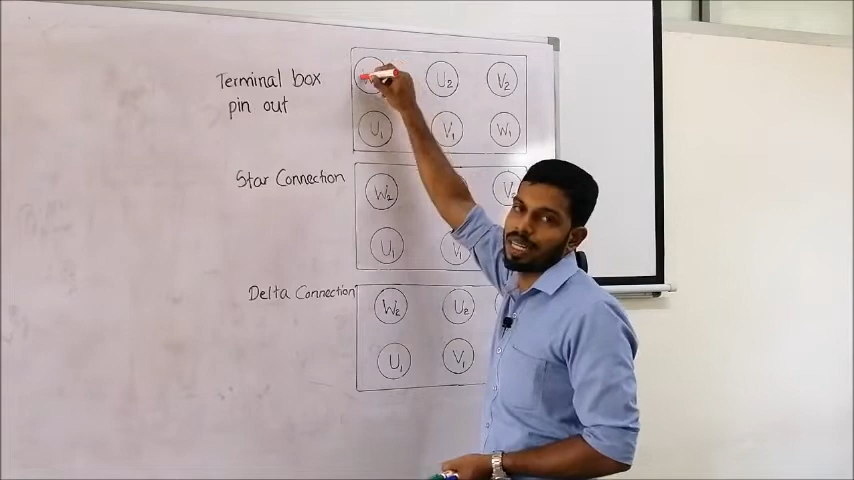 Terminal box
pin out
U₂ V₂
U₁ V₁ W₁
Star Connection
W₂
U₁
Delta Connection
W₂ U₂
U₁ V₁